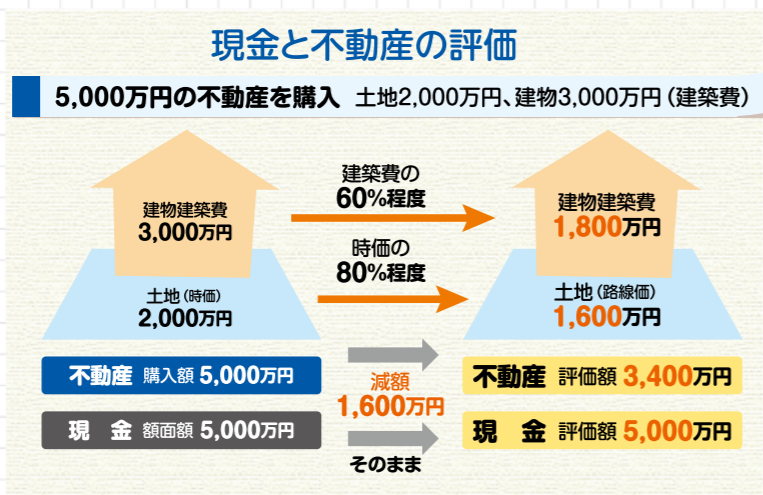 現金と不動産の評価
5,000万円の不動産を購入 土地2,000万円、建物3,000万円(建築費)
建物建築費
3,000万円
建築費の
60%程度
建物建築費
1,800万円
時価の
80%程度
土地(時価)
2,000万円
土地(路線価)
1,600万円
不動産 購入額 5,000万円
減額
1,600万円
不動産 評価額 3,400万円
現 金 額面額 5,000万円
そのまま
現 金 評価額 5,000万円